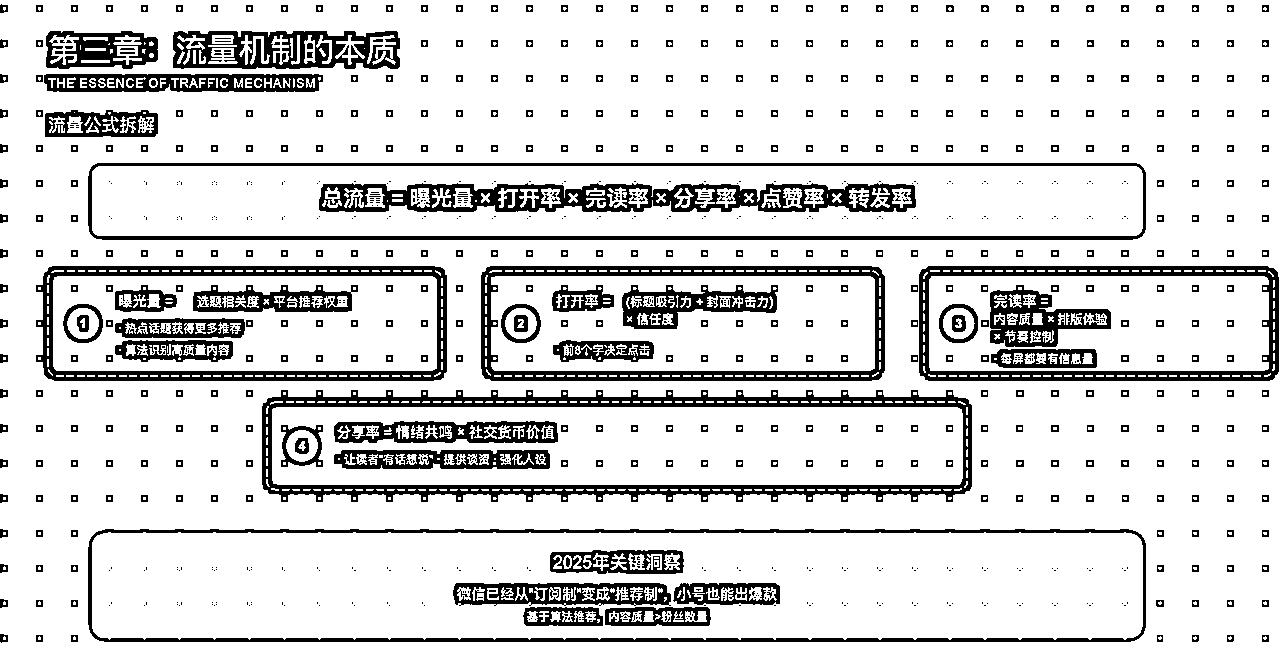 第三章：流量机制的本质
THE ESSENCE OF TRAFFIC MECHANISM
流量公式拆解
总流量 = 曝光量 × 打开率 × 完读率 × 分享率 × 点赞率 × 转发率
1
曝光量 = 选题相关度 × 平台推荐权重
· 热点话题获得更多推荐
· 算法识别高质量内容
2
打开率 = (标题吸引力 + 封面冲击力)
× 信任度
· 前8个字决定点击
3
完读率 =
内容质量 × 排版体验
× 节奏控制
· 每屏都要有信息量
4
分享率 = 情绪共鸣 × 社交货币价值
· 让读者"有话想说" · 提供谈资 · 强化人设
2025年关键洞察
微信已经从"订阅制"变成"推荐制"，小号也能出爆款
基于算法推荐，内容质量>粉丝数量